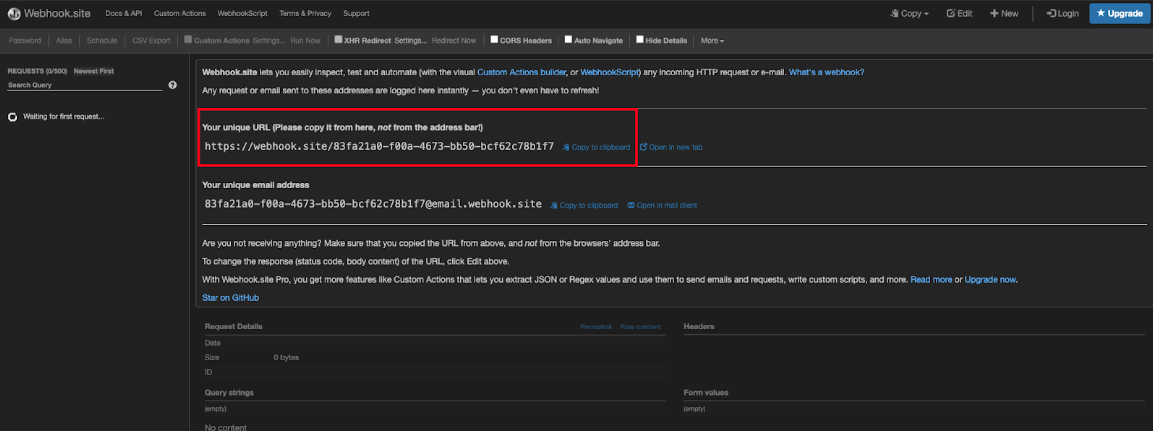 Webhook.site Docs & API Custom Actions WebhookScript Terms & Privacy Support Copy Edit New Login Upgrade
Password Alias Schedule CSV Export Custom Actions Settings... Run Now XHR Redirect Settings... Redirect Now CORS Headers Auto Navigate Hide Details More
REQUESTS (0/500) Newest First
Search Query
Waiting for first request...
Webhook.site lets you easily inspect, test and automate (with the visual Custom Actions builder, or WebhookScript) any incoming HTTP request or e-mail. What's a webhook?
Any request or email sent to these addresses are logged here instantly — you don't even have to refresh!
Your unique URL (Please copy it from here, not from the address bar!)
https://webhook.site/83fa21a0-f00a-4673-bb50-bcf62c78b1f7 Copy to clipboard Open in new tab
Your unique email address
83fa21a0-f00a-4673-bb50-bcf62c78b1f7@email.webhook.site Copy to clipboard Open in mail client
Are you not receiving anything? Make sure that you copied the URL from above, and not from the browsers' address bar.
To change the response (status code, body content) of the URL, click Edit above.
With Webhook.site Pro, you get more features like Custom Actions that lets you extract JSON or Regex values and use them to send emails and requests, write custom scripts, and more. Read more or Upgrade now.
Star on GitHub
Request Details Permalink Raw content Headers
Date
Size 0 bytes
ID
Query strings Form values
(empty) (empty)
No content